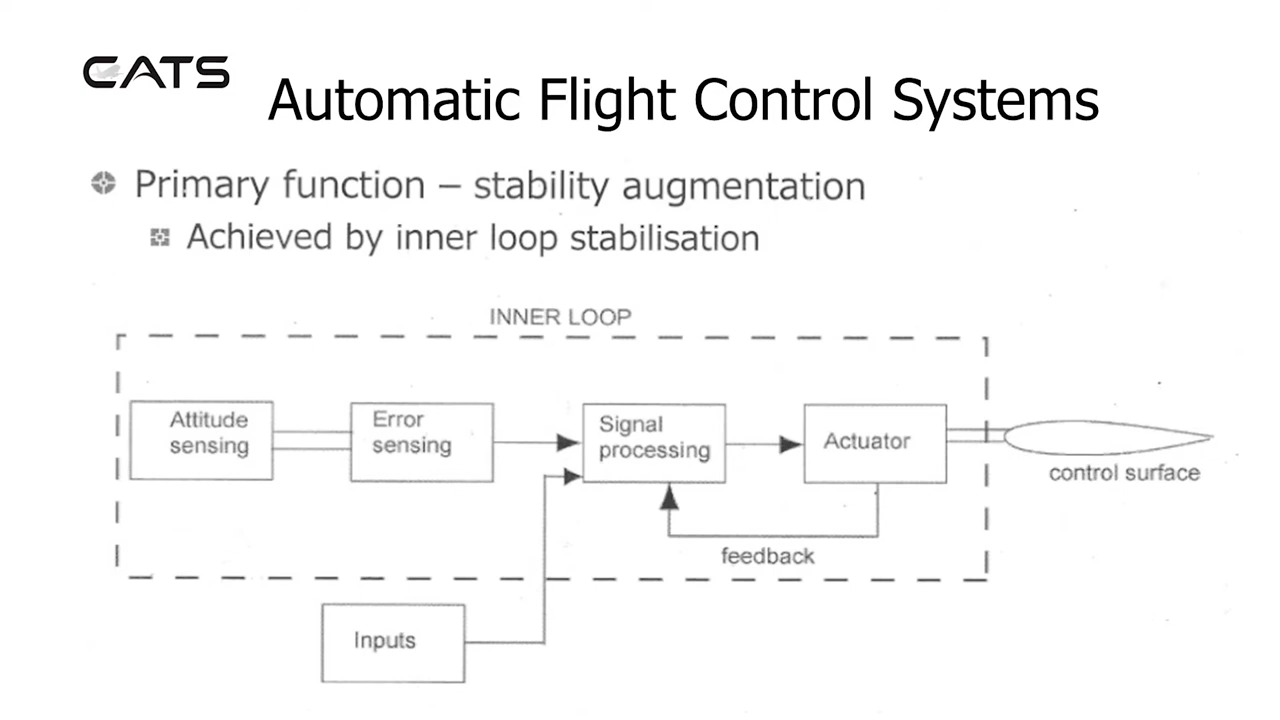 CATS
Automatic Flight Control Systems
Primary function – stability augmentation
Achieved by inner loop stabilisation
INNER LOOP
Attitude
sensing
Error
sensing
Signal
processing
Actuator
control surface
feedback
Inputs